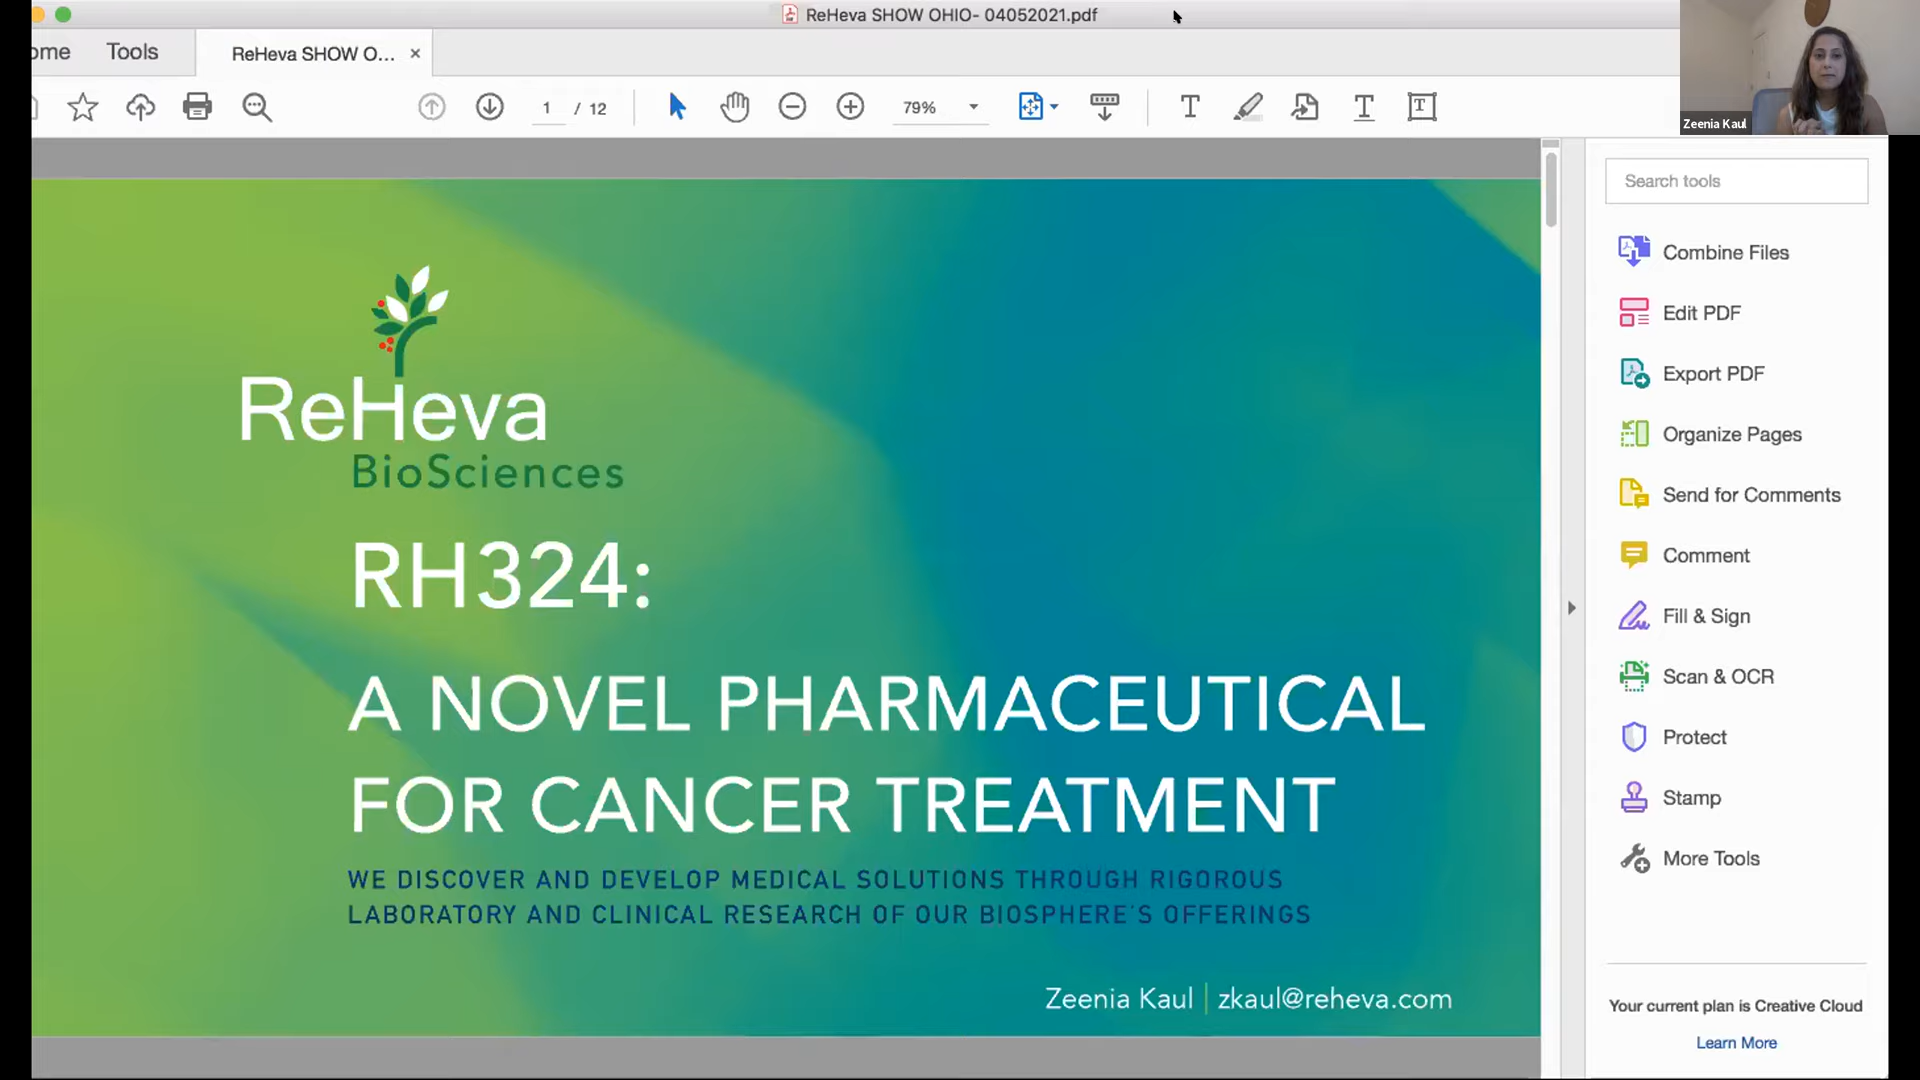 ReHeva SHOW OHIO- 04052021.pdf
ome
Tools
ReHeva SHOW O...
1 / 12
79%
Zeenia Kaul
Search tools
Combine Files
Edit PDF
Export PDF
Organize Pages
Send for Comments
Comment
Fill & Sign
Scan & OCR
Protect
Stamp
More Tools
Your current plan is Creative Cloud
Learn More
ReHeva
BioSciences
RH324:
A NOVEL PHARMACEUTICAL
FOR CANCER TREATMENT
WE DISCOVER AND DEVELOP MEDICAL SOLUTIONS THROUGH RIGOROUS
LABORATORY AND CLINICAL RESEARCH OF OUR BIOSPHERE'S OFFERINGS
Zeenia Kaul | zkaul@reheva.com